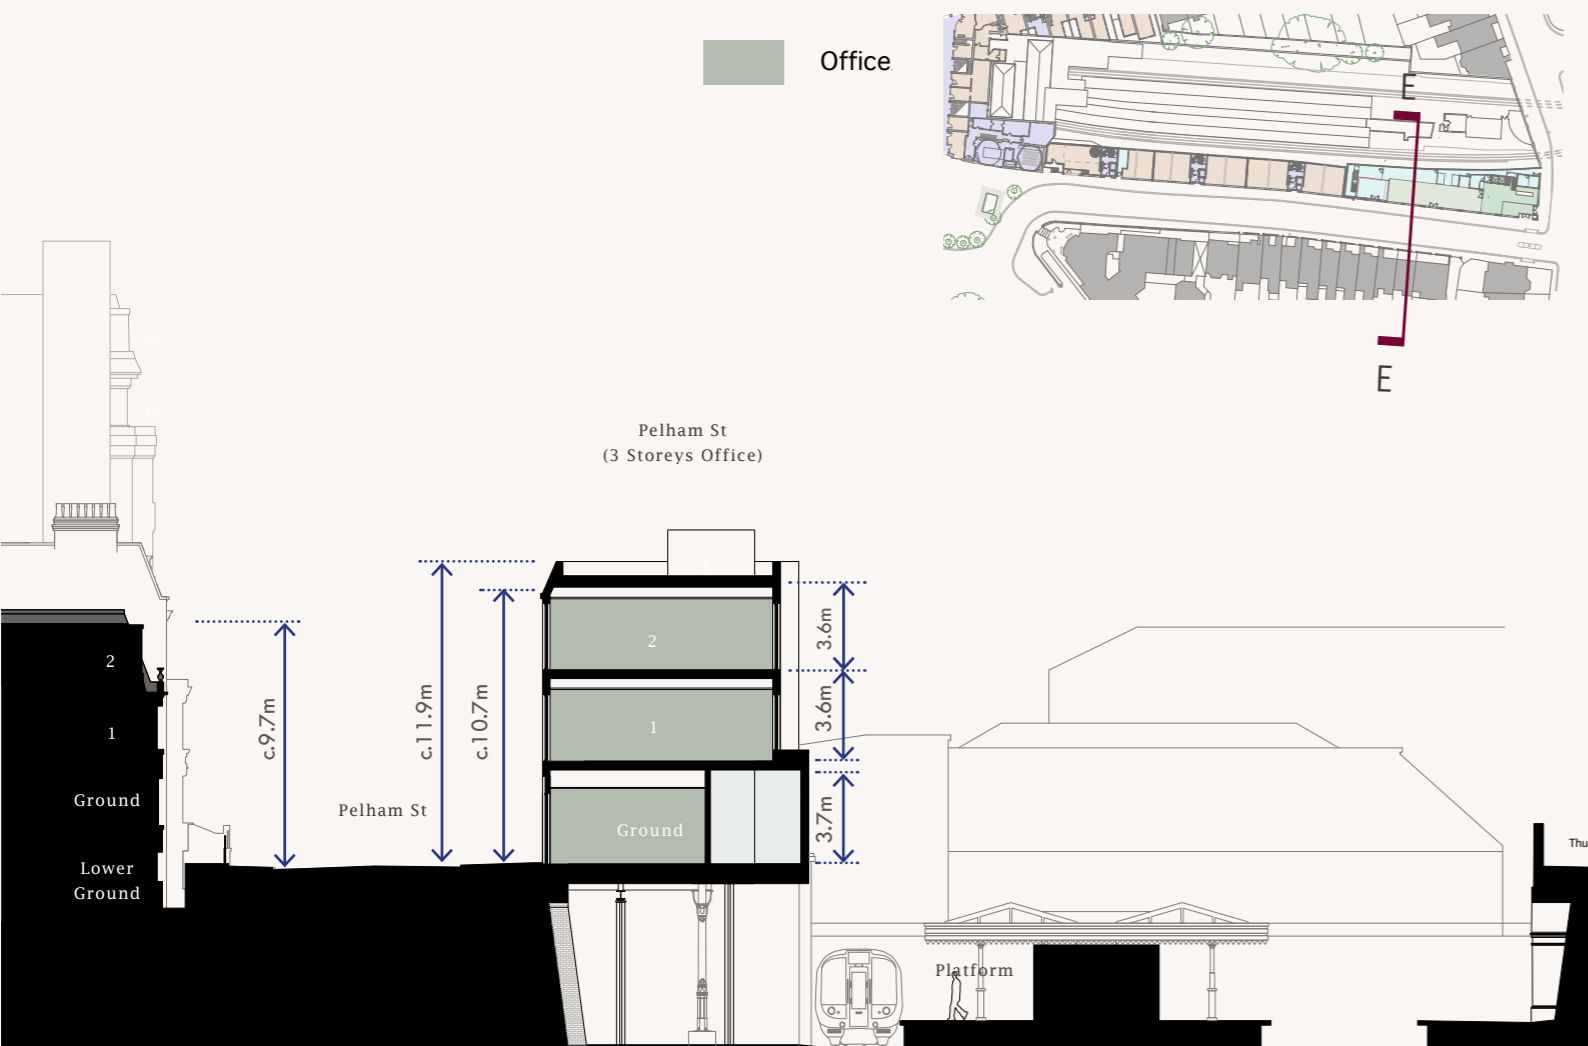 Office
E
E
Pelham St
(3 Storeys Office)
3
2
1
Ground
2
1
Ground
Lower
Ground
c.9.7m
Pelham St
c.11.9m
c.10.7m
3.6m
3.6m
3.7m
Platform
Thu